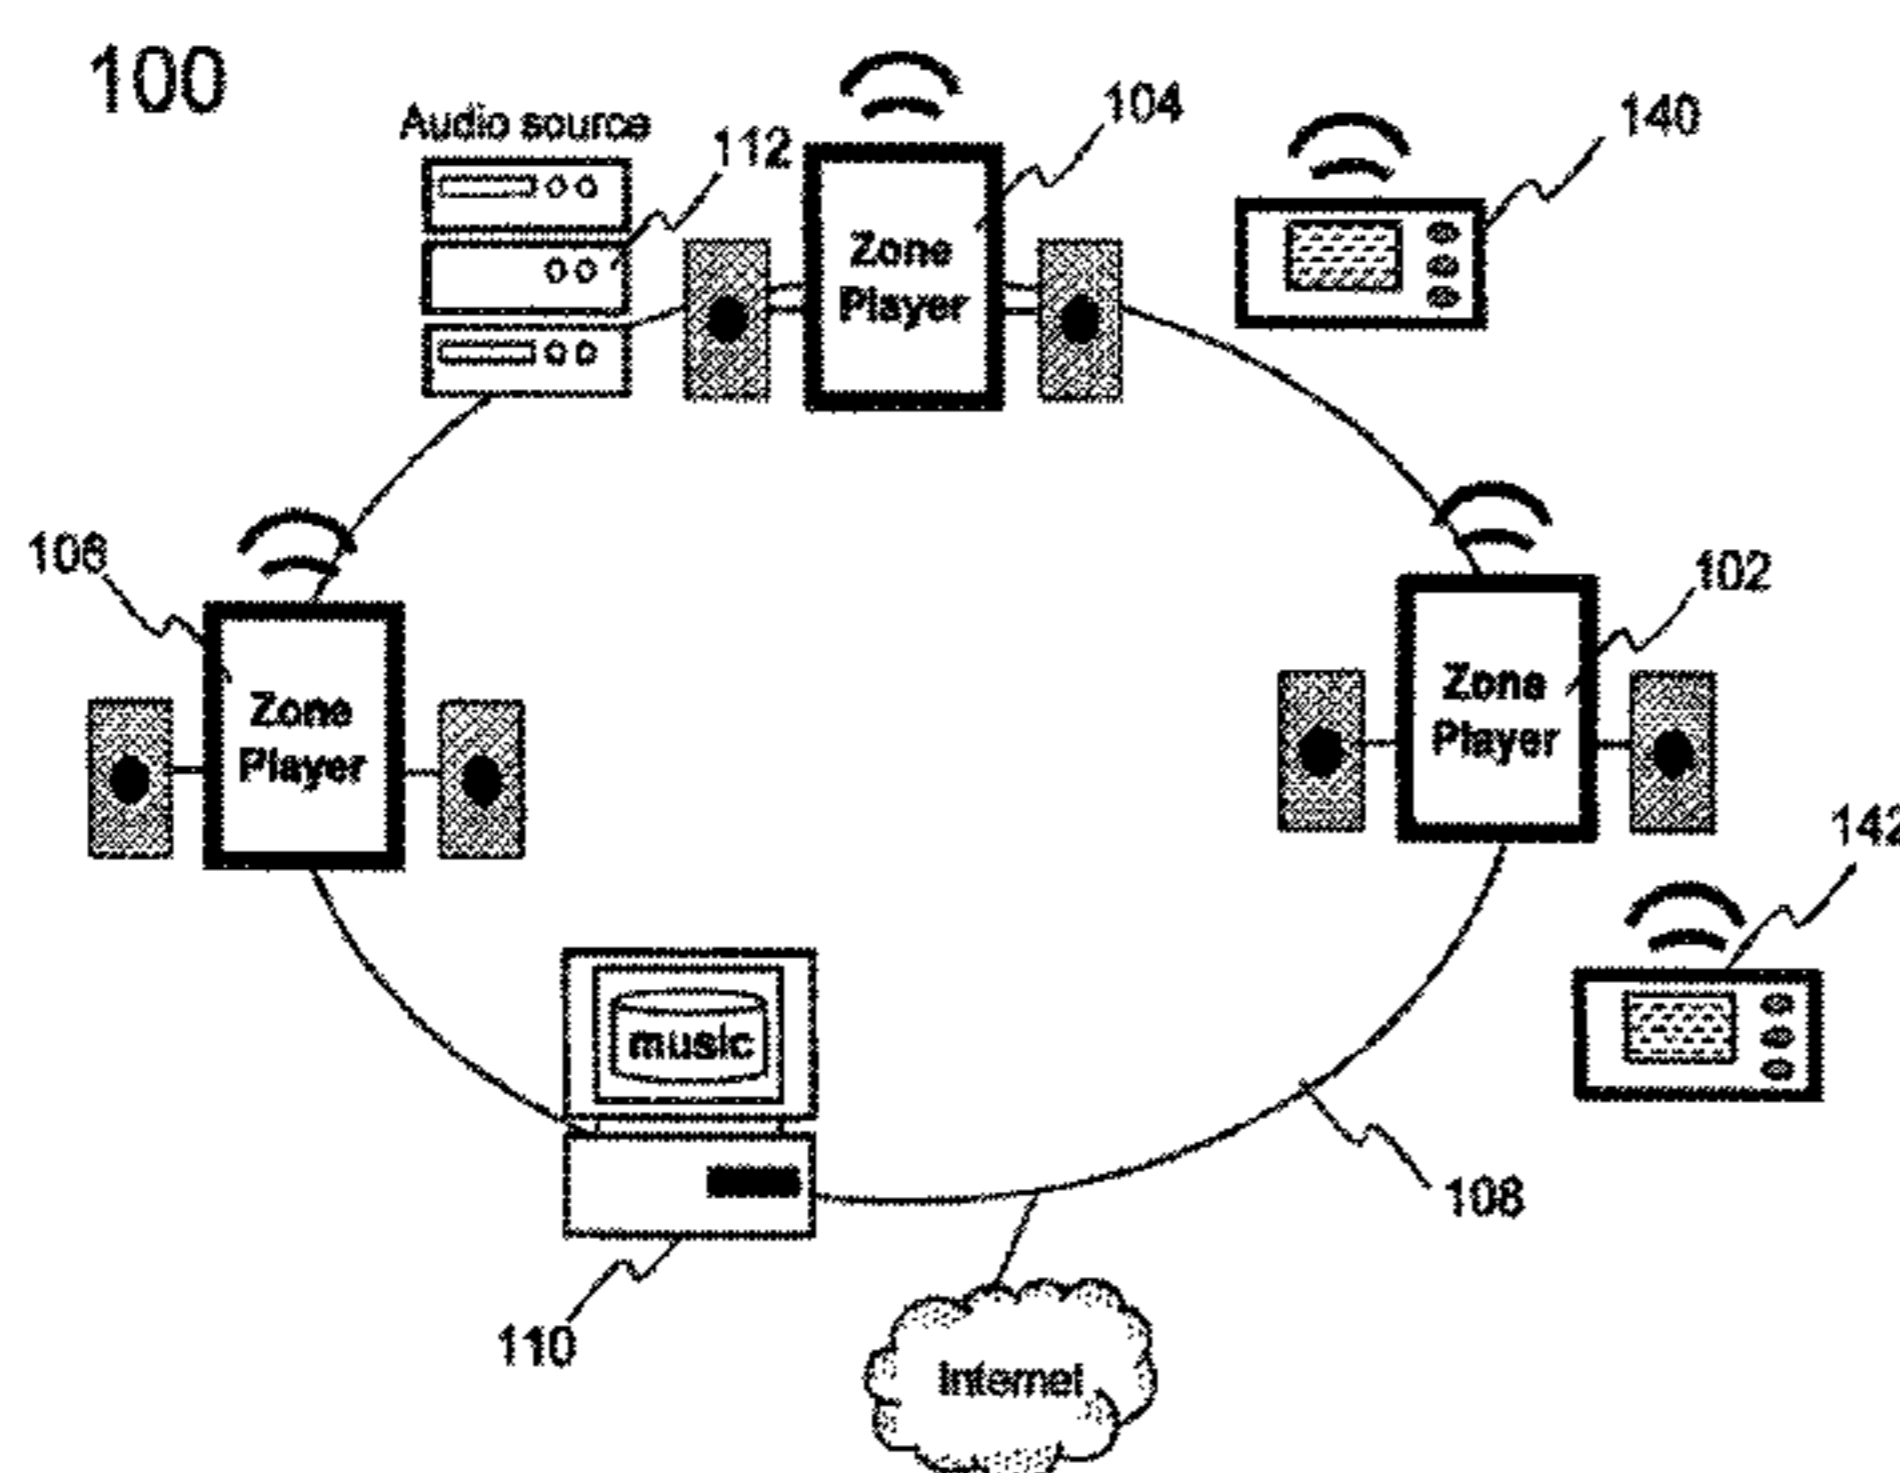 100
Audio source
112
104
140
Zone
Player
106
Zone
Player
102
Zone
Player
142
music
108
110
Internet